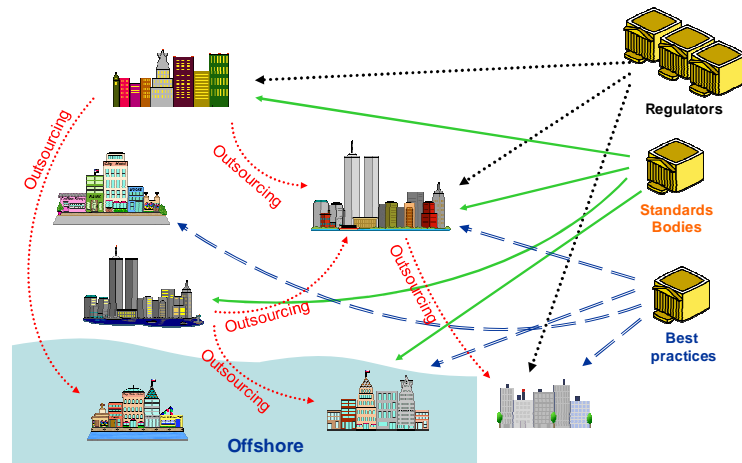 Regulators
Outsourcing
Outsourcing
Standards
Bodies
Outsourcing
Outsourcing
Best
practices
Outsourcing
Offshore